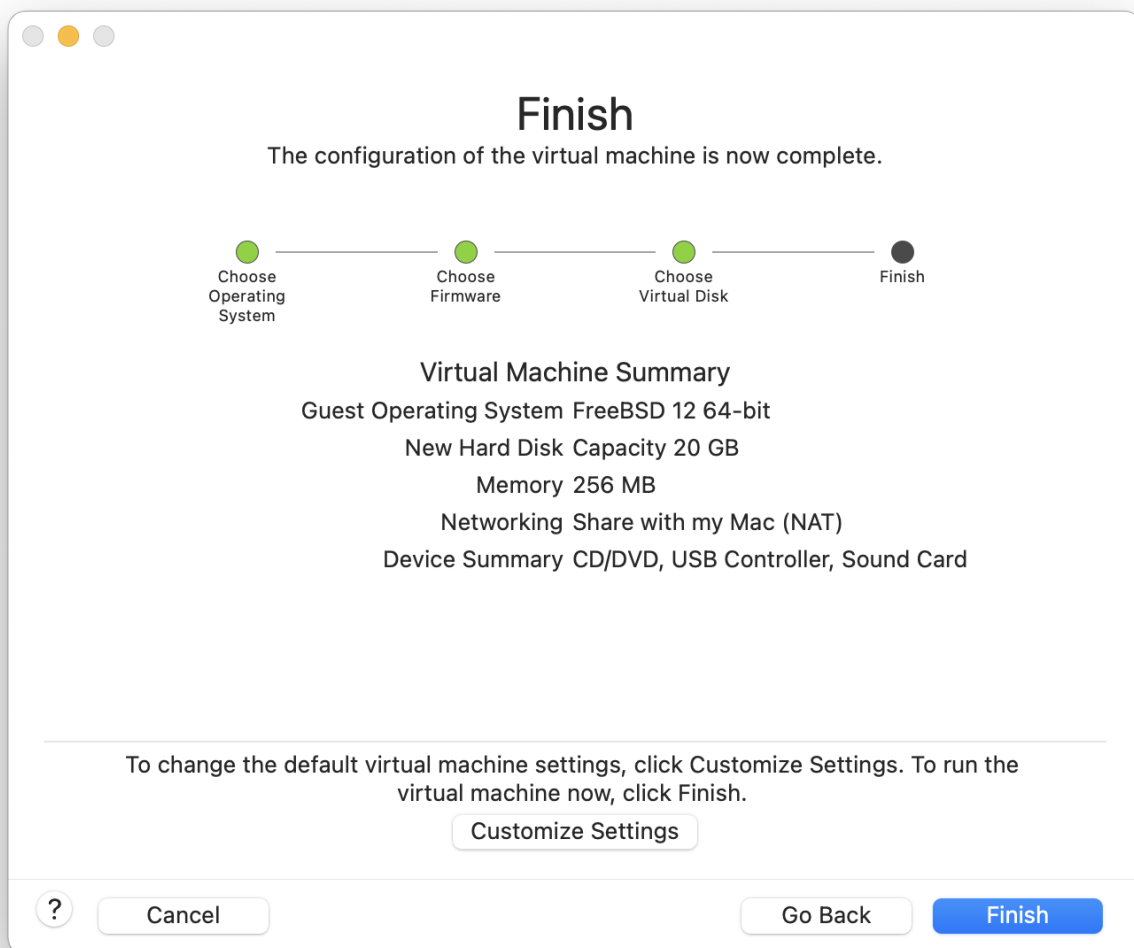 Finish
The configuration of the virtual machine is now complete.
Choose
Operating
System
Choose
Firmware
Choose
Virtual Disk
Finish
Virtual Machine Summary
Guest Operating System FreeBSD 12 64-bit
New Hard Disk Capacity 20 GB
Memory 256 MB
Networking Share with my Mac (NAT)
Device Summary CD/DVD, USB Controller, Sound Card
To change the default virtual machine settings, click Customize Settings. To run the
virtual machine now, click Finish.
Customize Settings
? Cancel Go Back Finish